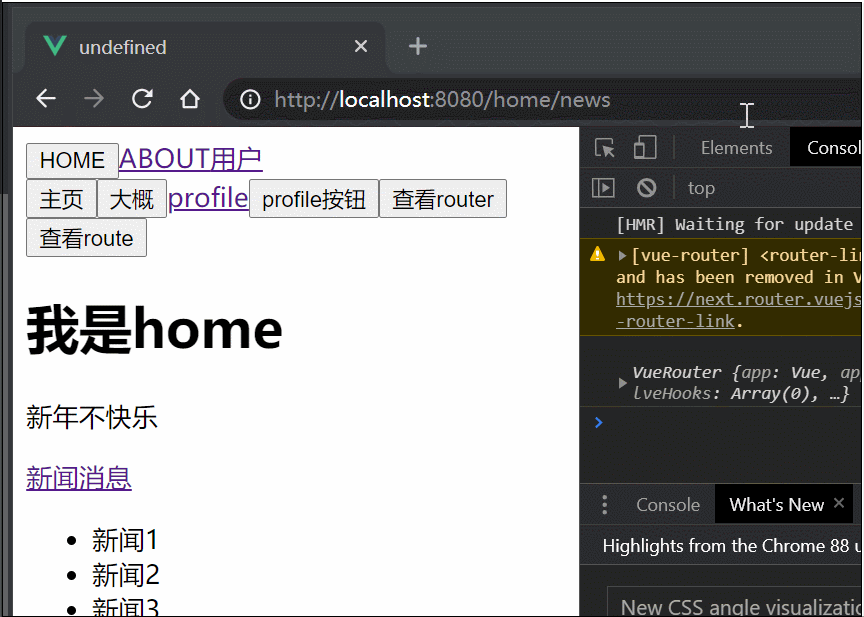 undefined
http://localhost:8080/home/news
HOME ABOUT用户
主页 大概 profile profile按钮 查看router
查看route
我是home
新年不快乐
新闻消息
新闻1
新闻2
新闻3
Elements Consol
top
[HMR] Waiting for update
[vue-router] <router-lin
and has been removed in V
https://next.router.vuejs
-router-link.
VueRouter {app: Vue, ap
lveHooks: Array(0), …}
Console What's New
Highlights from the Chrome 88 u
New CSS angle visualizatio